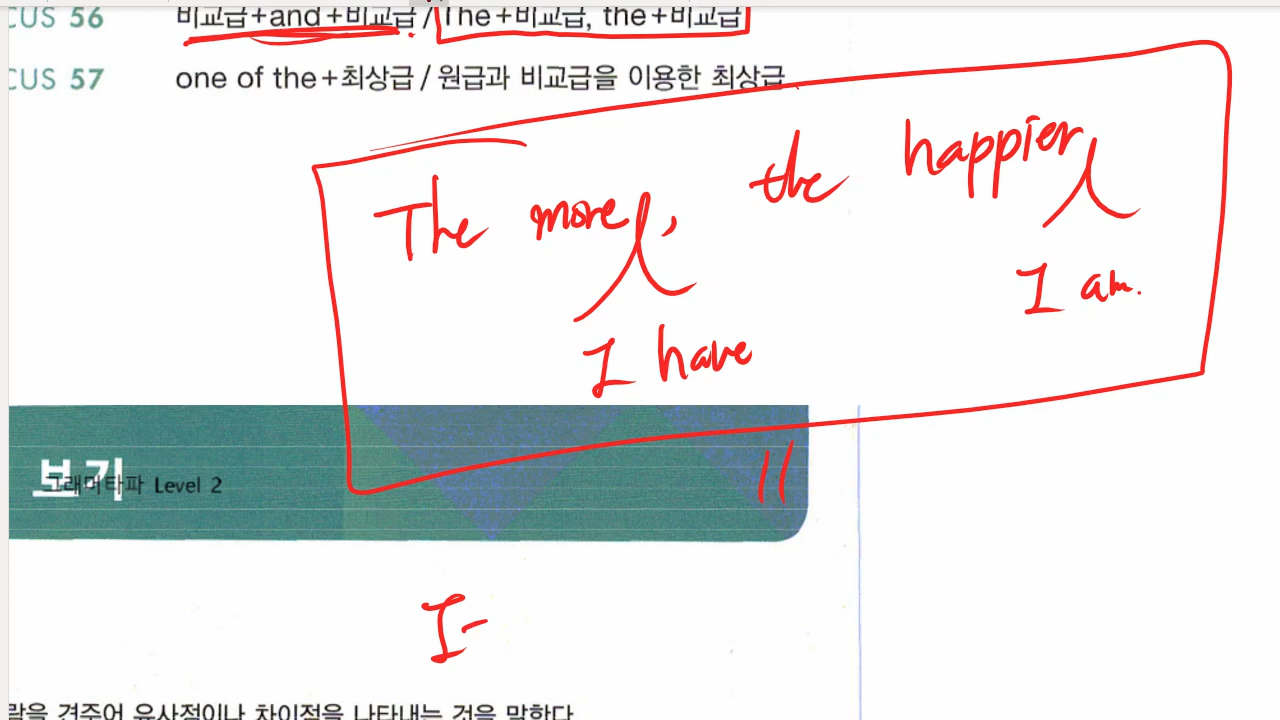 CUS 56 비교급+and+비교급 / The+비교급, the+비교급
CUS 57 one of the+최상급 / 원급과 비교급을 이용한 최상급
The more, the happier
I have I am.
보기
그래머타파 Level 2
I
람을 견주어 유사점이나 차이점을 나타내는 것을 말한다